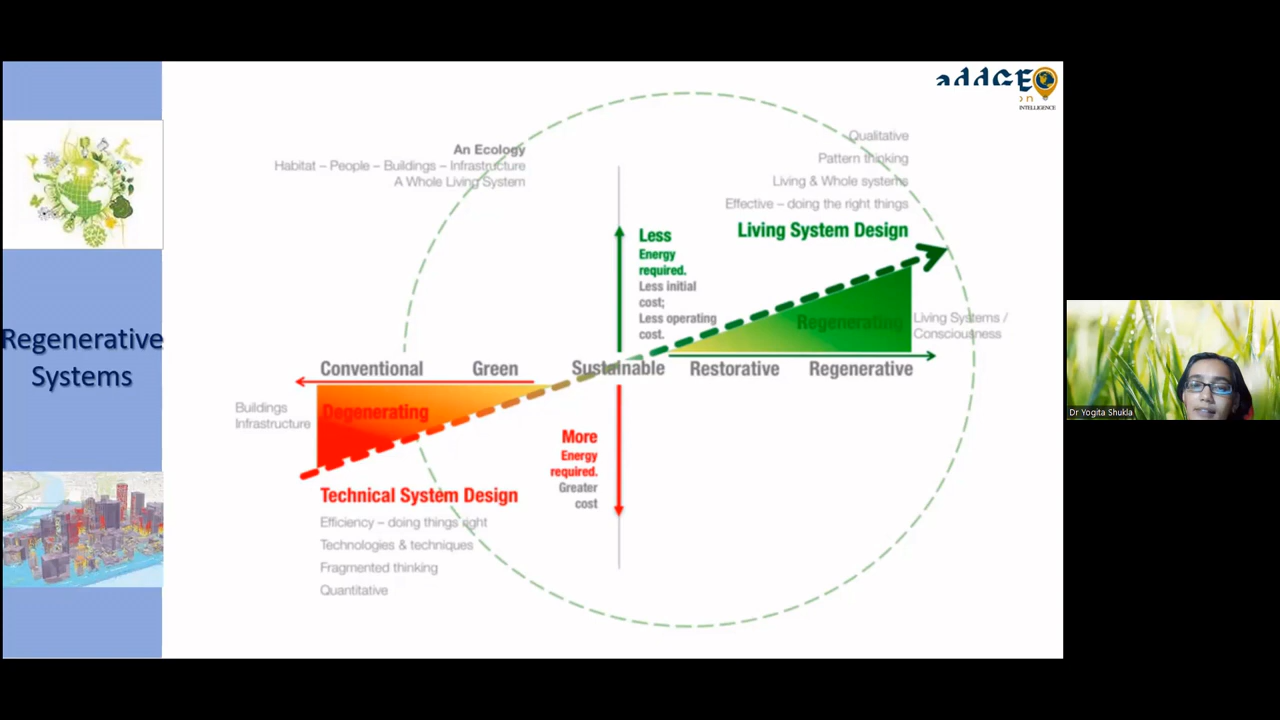 addGE
on
INTELLIGENCE
Qualitative
An Ecology
Habitat – People – Buildings – Infrastructure
A Whole Living System
Pattern thinking
Living & Whole systems
Effective – doing the right things
Living System Design
Less
Energy
required.
Less initial
cost;
Less operating
cost.
Regenerating
Living Systems /
Consciousness
Regenerative
Systems
Conventional
Green
Sustainable
Restorative
Regenerative
Buildings
Infrastructure
Degenerating
More
Energy
required.
Greater
cost
Technical System Design
Efficiency – doing things right
Technologies & techniques
Fragmented thinking
Quantitative
Dr Yogita Shukla